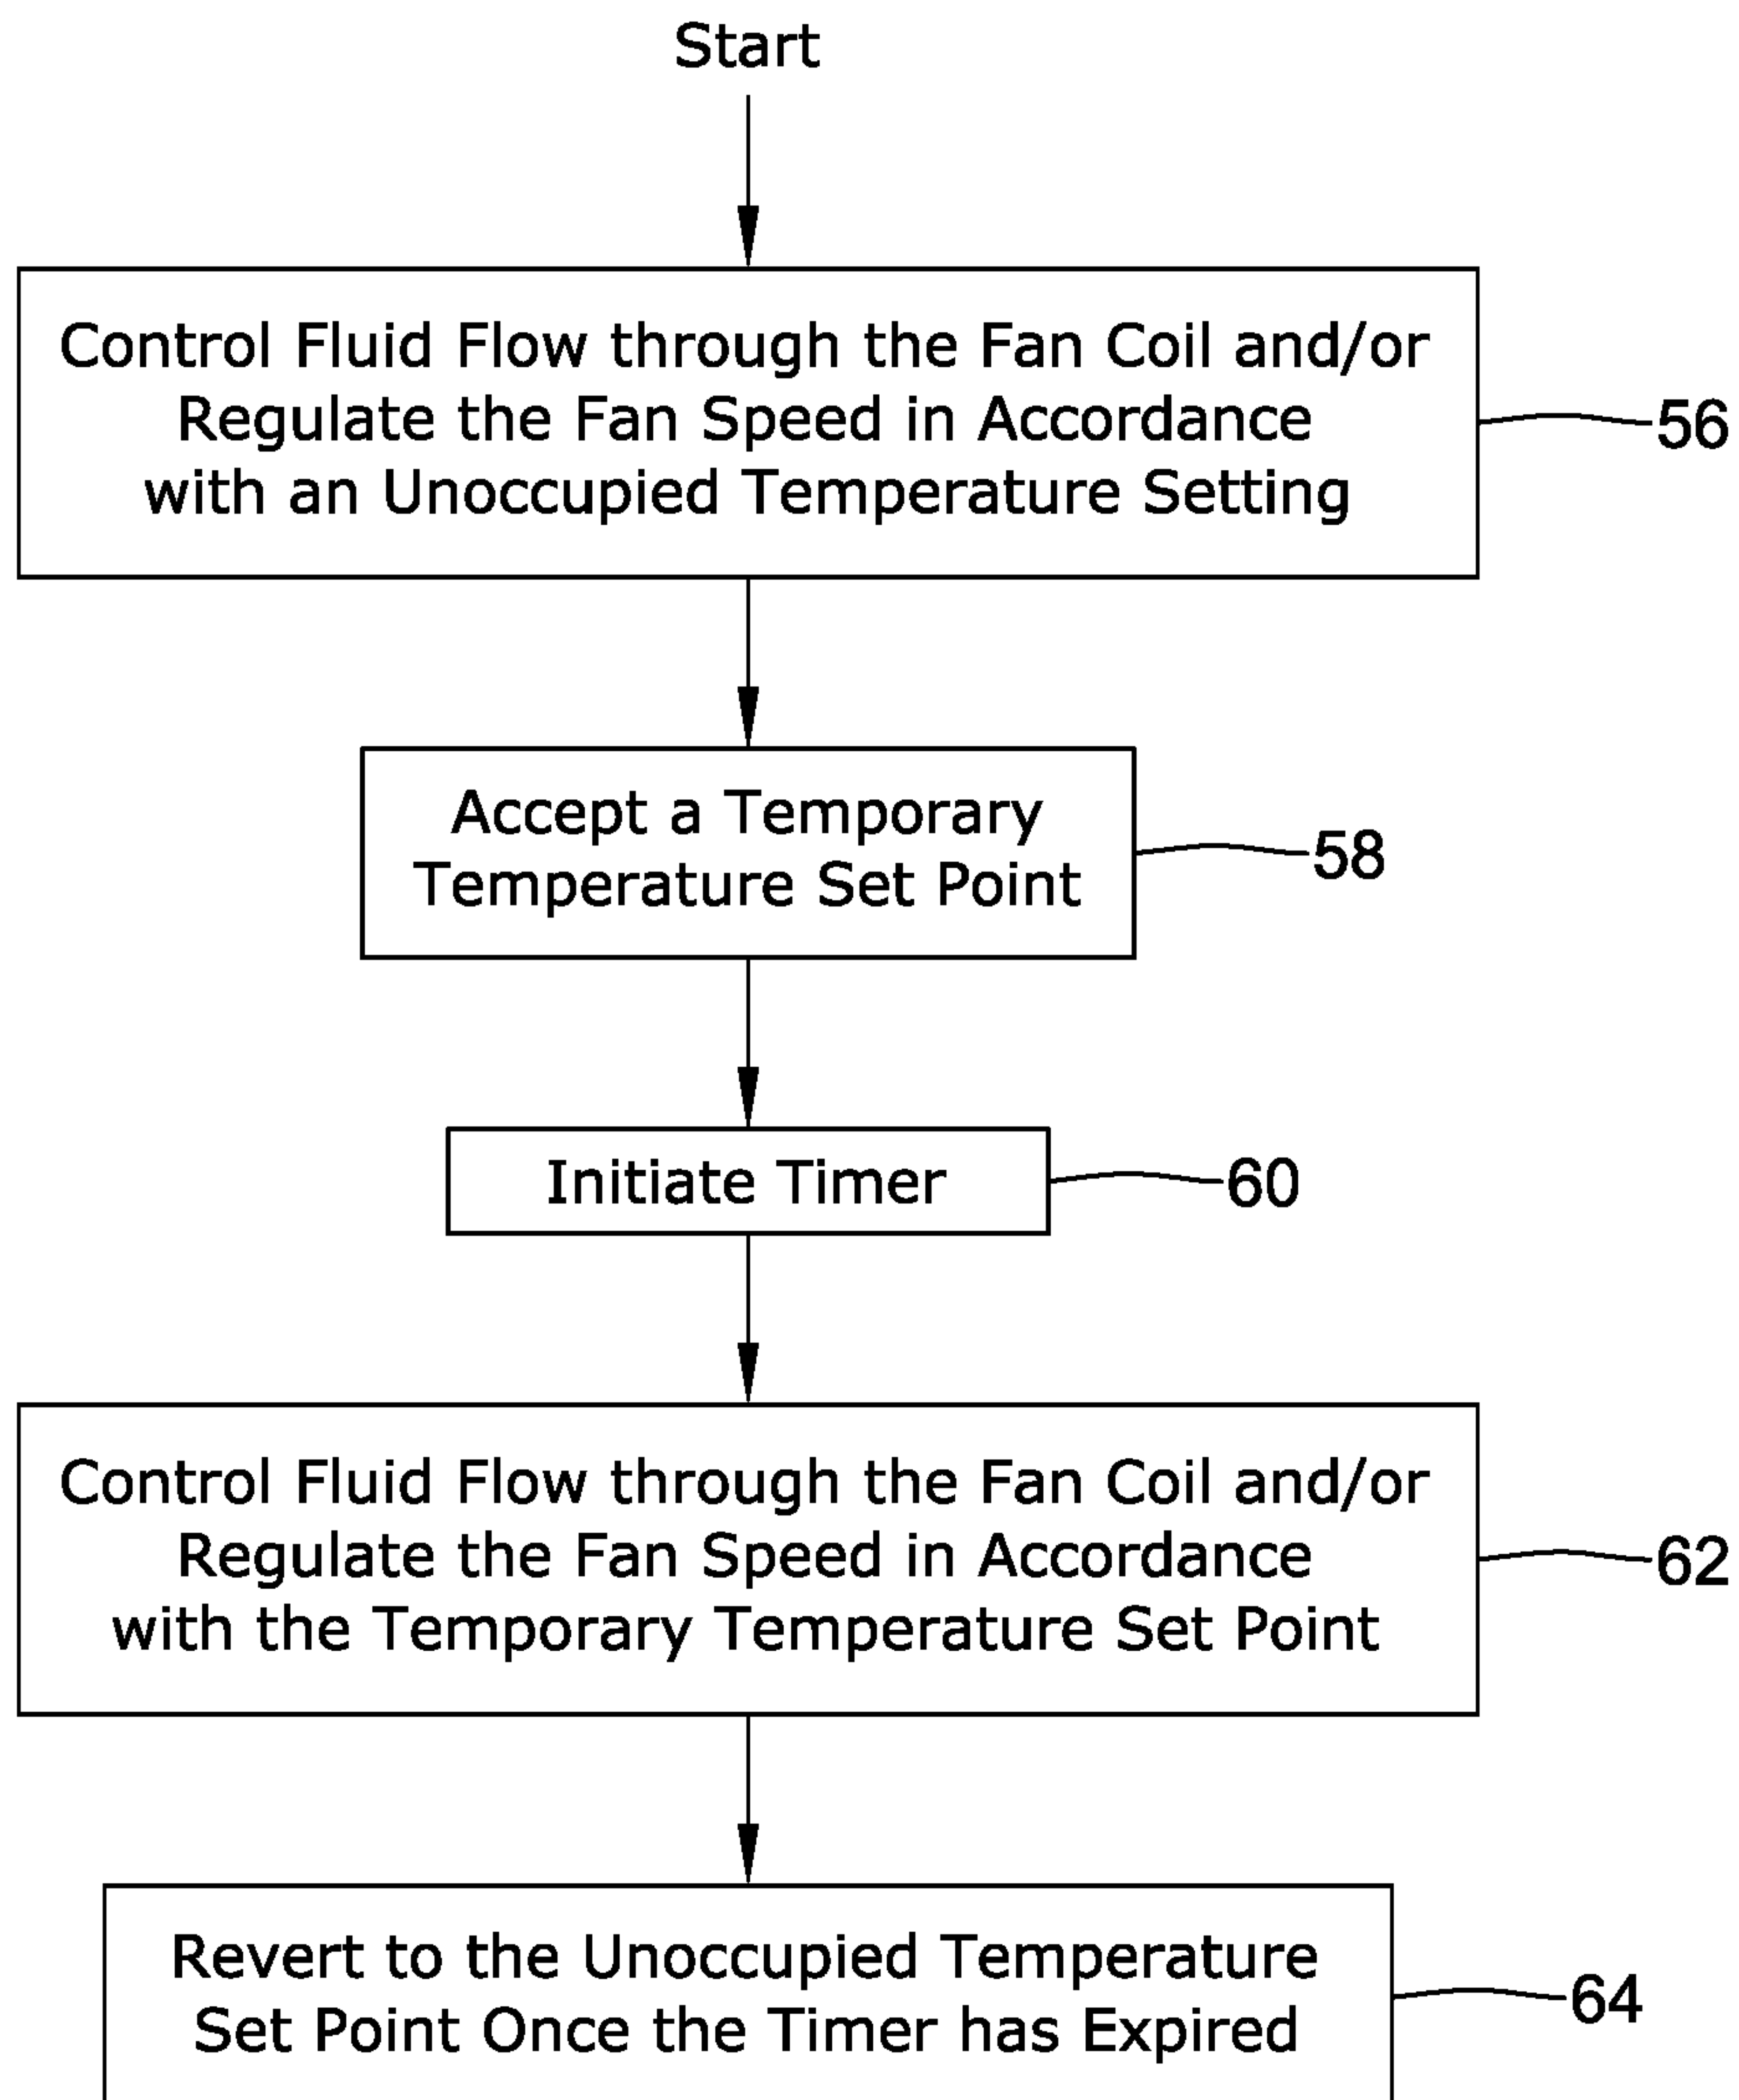 Start
Control Fluid Flow through the Fan Coil and/or
Regulate the Fan Speed in Accordance
with an Unoccupied Temperature Setting
56
Accept a Temporary
Temperature Set Point
58
Initiate Timer
60
Control Fluid Flow through the Fan Coil and/or
Regulate the Fan Speed in Accordance
with the Temporary Temperature Set Point
62
Revert to the Unoccupied Temperature
Set Point Once the Timer has Expired
64